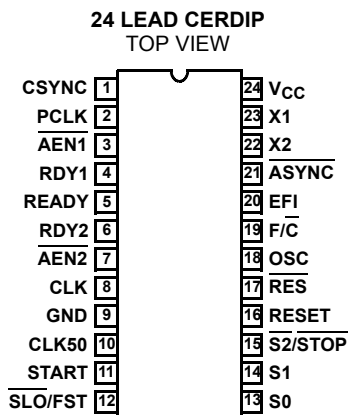 24 LEAD CERDIP
TOP VIEW
CSYNC 1 24 VCC
PCLK 2 23 X1
AEN1 3 22 X2
RDY1 4 21 ASYNC
READY 5 20 EFI
RDY2 6 19 F/C
AEN2 7 18 OSC
CLK 8 17 RES
GND 9 16 RESET
CLK50 10 15 S2/STOP
START 11 14 S1
SLO/FST 12 13 S0